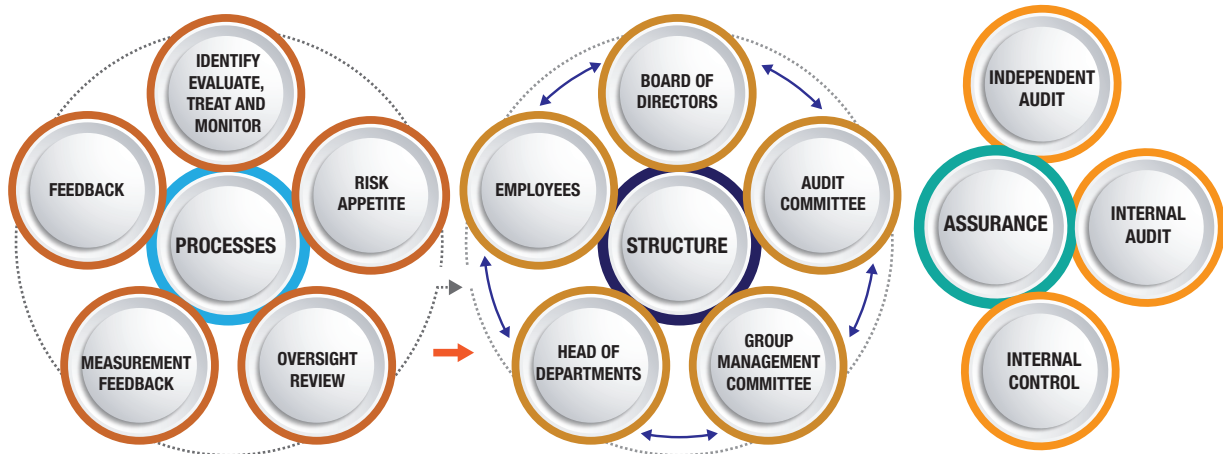 IDENTIFY
EVALUATE,
TREAT AND
MONITOR
FEEDBACK
RISK
APPETITE
PROCESSES
MEASUREMENT
FEEDBACK
OVERSIGHT
REVIEW
BOARD OF
DIRECTORS
EMPLOYEES
AUDIT
COMMITTEE
STRUCTURE
HEAD OF
DEPARTMENTS
GROUP
MANAGEMENT
COMMITTEE
INDEPENDENT
AUDIT
ASSURANCE
INTERNAL
AUDIT
INTERNAL
CONTROL